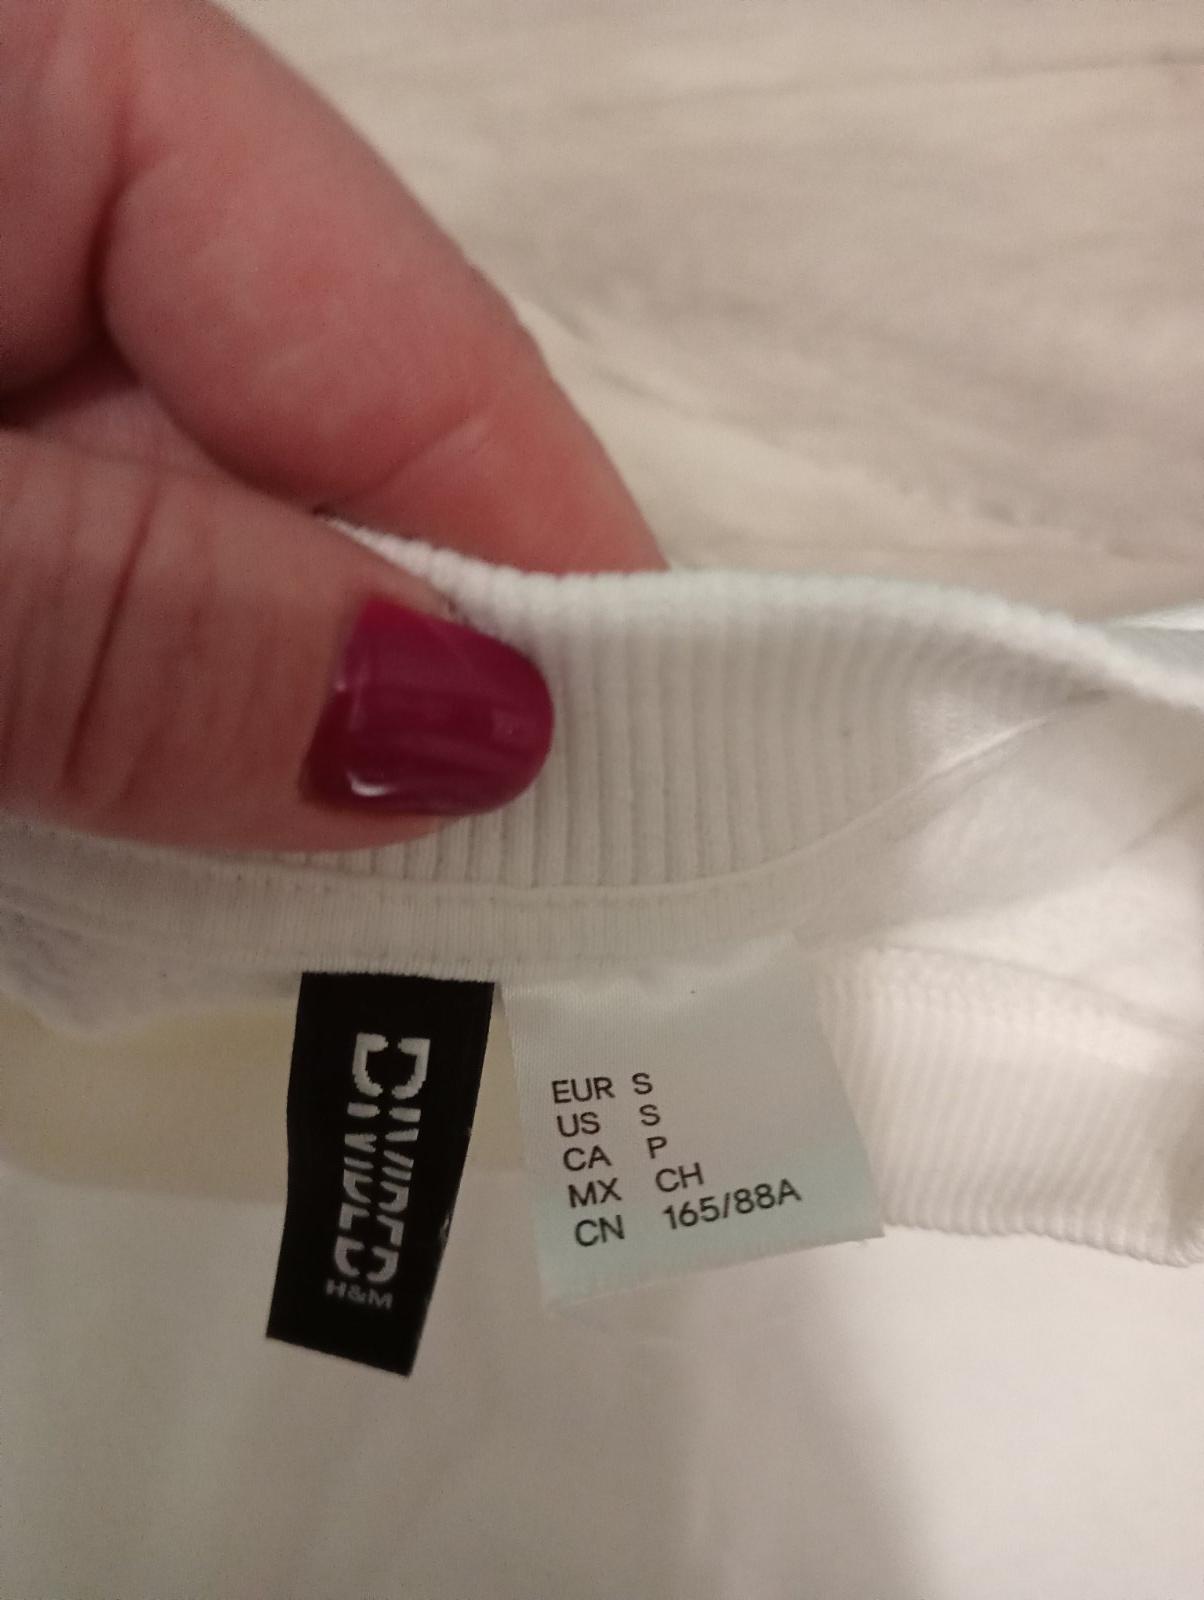 DIVIDED
H&M
EUR S
US S
CA P
MX CH
CN 165/88A